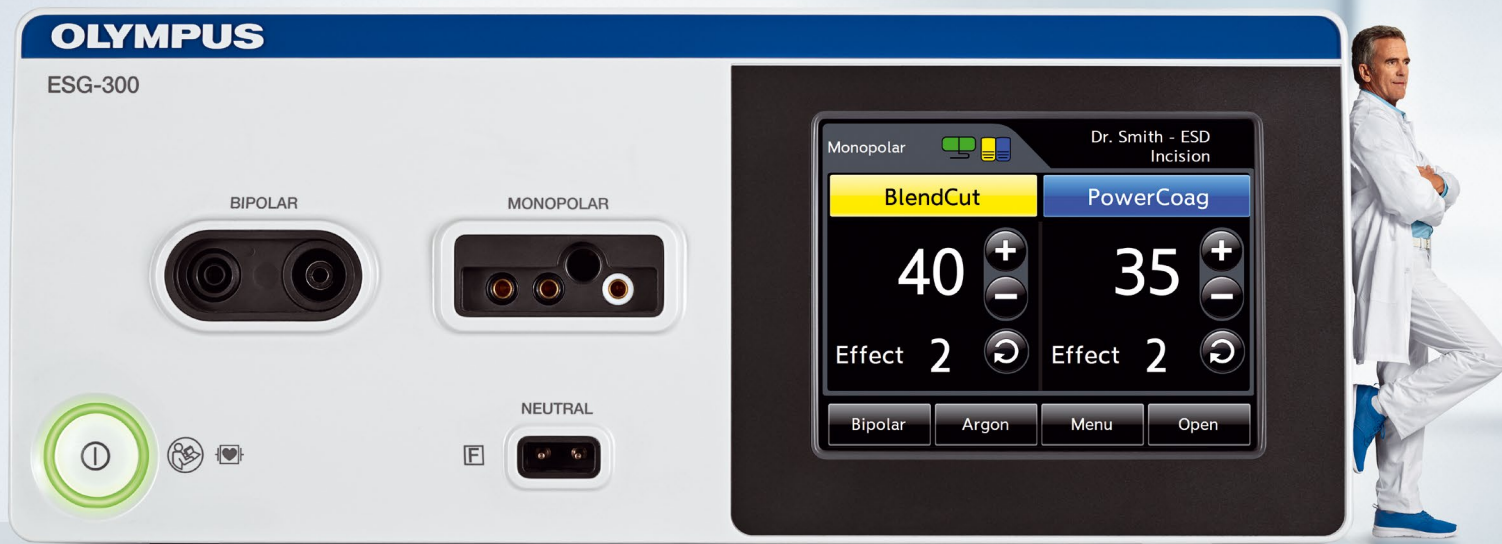 OLYMPUS
ESG-300
BIPOLAR
MONOPOLAR
NEUTRAL
F
Monopolar
Dr. Smith - ESD
Incision
BlendCut
PowerCoag
40
35
Effect 2
Effect 2
Bipolar
Argon
Menu
Open